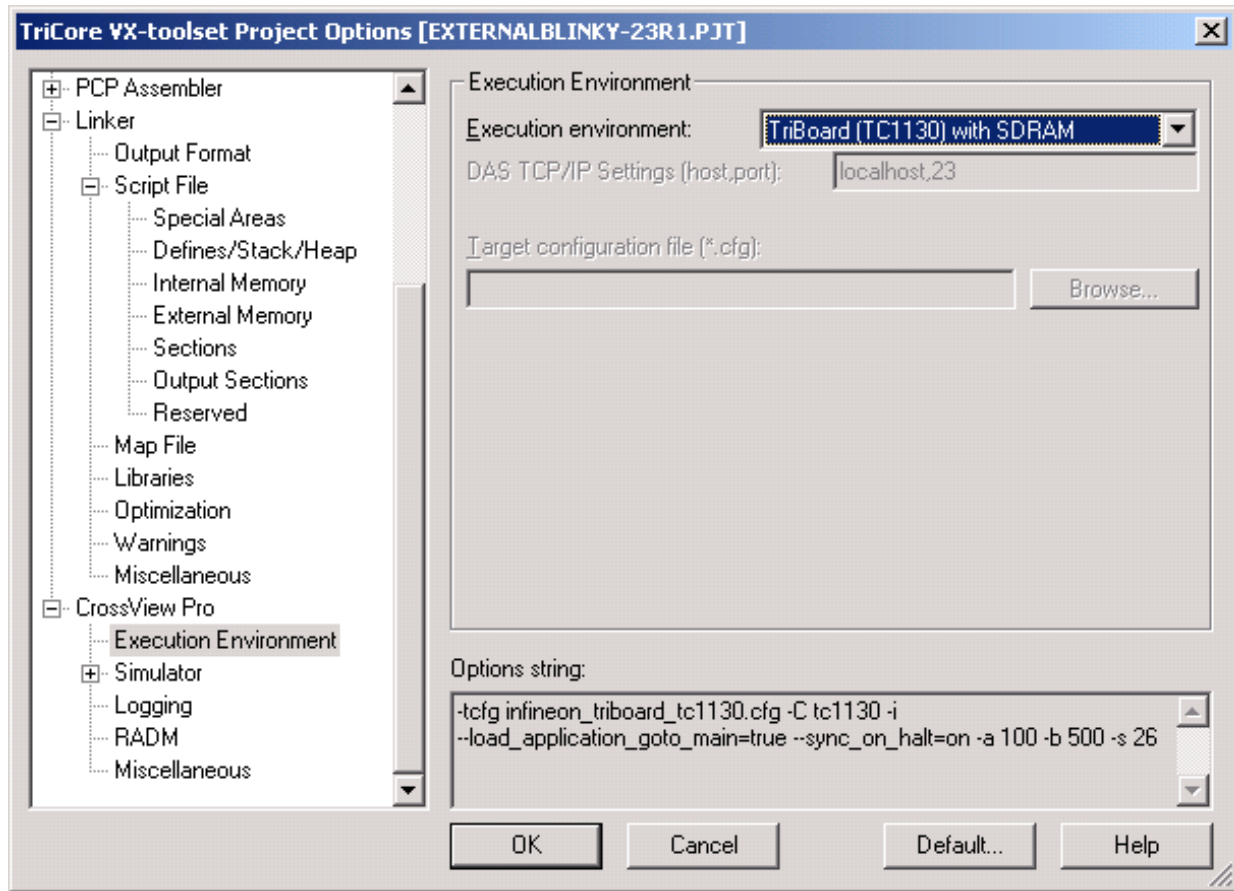 TriCore VX-toolset Project Options [EXTERNALBLINKY-23R1.PJT]
PCP Assembler
Linker
Output Format
Script File
Special Areas
Defines/Stack/Heap
Internal Memory
External Memory
Sections
Output Sections
Reserved
Map File
Libraries
Optimization
Warnings
Miscellaneous
CrossView Pro
Execution Environment
Simulator
Logging
RADM
Miscellaneous
Execution Environment
Execution environment:
TriBoard (TC1130) with SDRAM
DAS TCP/IP Settings (host,port):
localhost,23
Target configuration file (*.cfg):
Browse...
Options string:
-tcfg infineon_triboard_tc1130.cfg -C tc1130 -i
--load_application_goto_main=true --sync_on_halt=on -a 100 -b 500 -s 26
OK
Cancel
Default...
Help